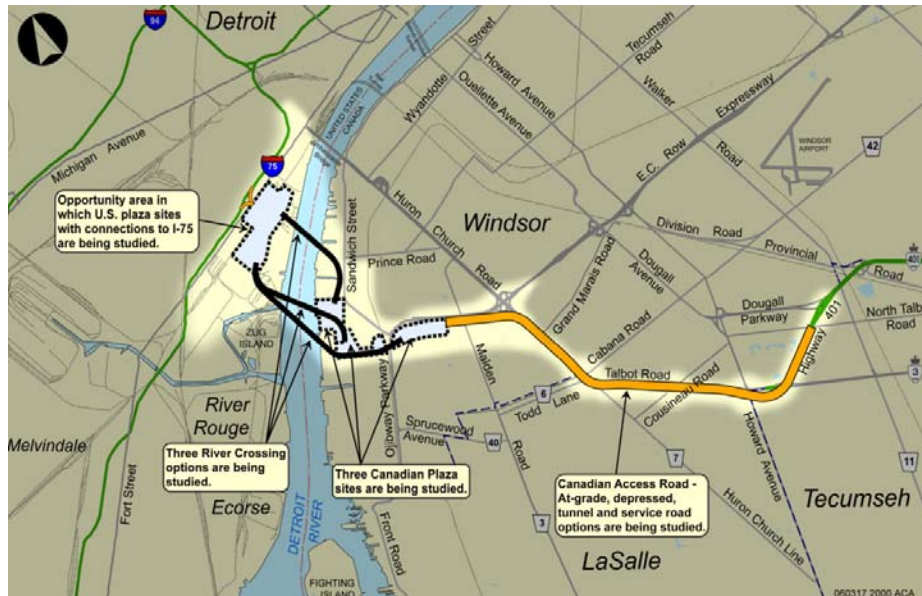 Detroit
94
Street
Howard Avenue
Ouellette Avenue
Wyandotte
Tecumseh
Road
Walker
Road
Expressway
E.C. Row
WINDSOR
AIRPORT
42
UNITED STATES
CANADA
Michigan Avenue
75
Opportunity area in
which U.S. plaza sites
with connections to I-75
are being studied.
Huron
Church
Road
Windsor
Sandwich Street
Prince Road
Grand Marais Road
Dougall
Avenue
Division Road
Provincial
Road
401
Dougall
Parkway
North Talbot
Highway 401
ZUG
ISLAND
Cabana Road
Talbot Road
3
Malden
Road
6
Todd Lane
Cousineau Road
Howard Avenue
River
Rouge
Ojibway Parkway
Sprucewood
Avenue
40
Melvindale
Three River Crossing
options are being
studied.
Three Canadian Plaza
sites are being studied.
7
11
Canadian Access Road -
At-grade, depressed,
tunnel and service road
options are being studied.
Tecumseh
Fort Street
Ecorse
DETROIT
RIVER
Front Road
3
Huron Church Line
LaSalle
FIGHTING
ISLAND
060317 2000 ACA